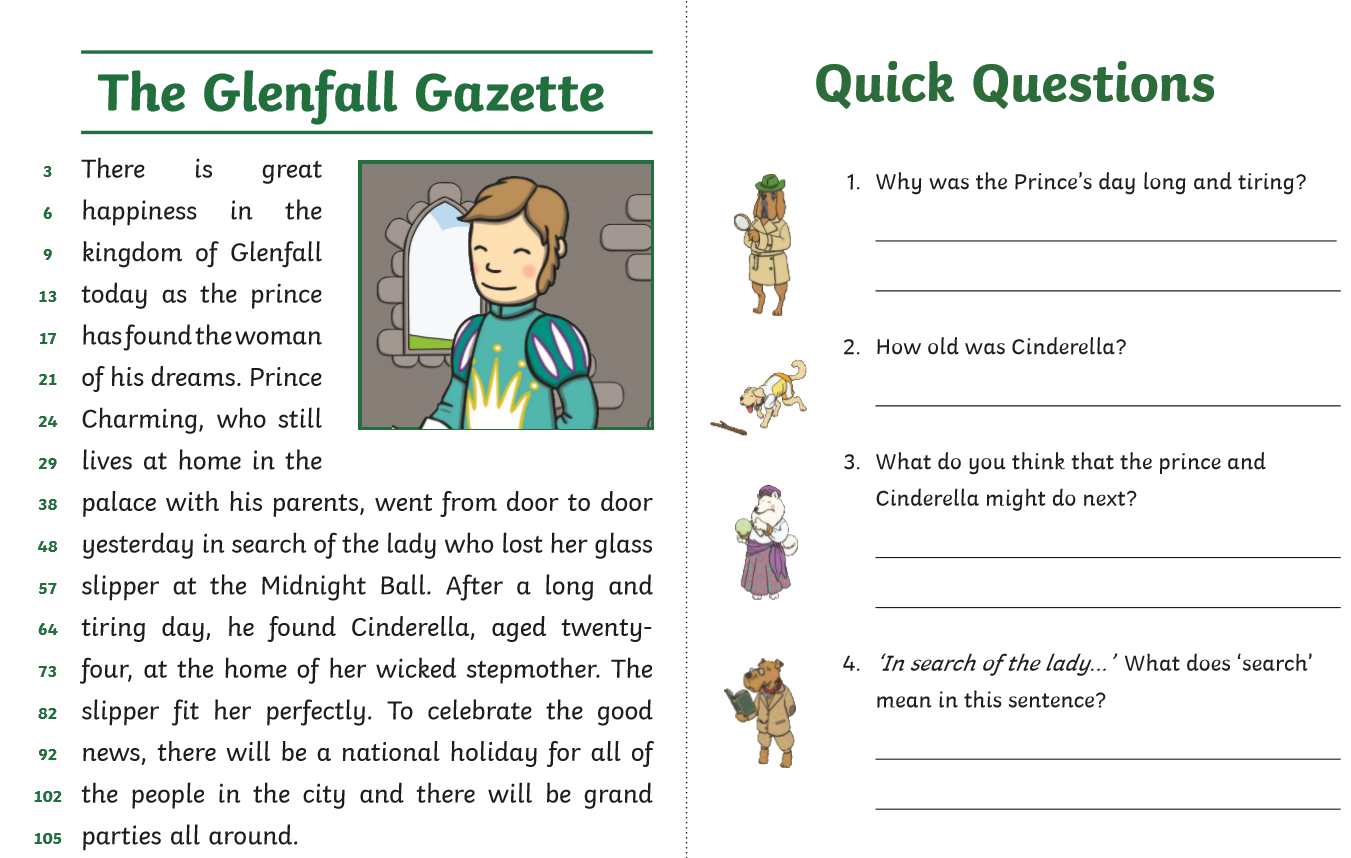 The Glenfall Gazette
3 There is great
6 happiness in the
9 kingdom of Glenfall
13 today as the prince
17 has found the woman
21 of his dreams. Prince
24 Charming, who still
29 lives at home in the
38 palace with his parents, went from door to door
48 yesterday in search of the lady who lost her glass
57 slipper at the Midnight Ball. After a long and
64 tiring day, he found Cinderella, aged twenty-
73 four, at the home of her wicked stepmother. The
82 slipper fit her perfectly. To celebrate the good
92 news, there will be a national holiday for all of
102 the people in the city and there will be grand
105 parties all around.
Quick Questions
1. Why was the Prince's day long and tiring?
2. How old was Cinderella?
3. What do you think that the prince and
Cinderella might do next?
4. 'In search of the lady...' What does 'search'
mean in this sentence?